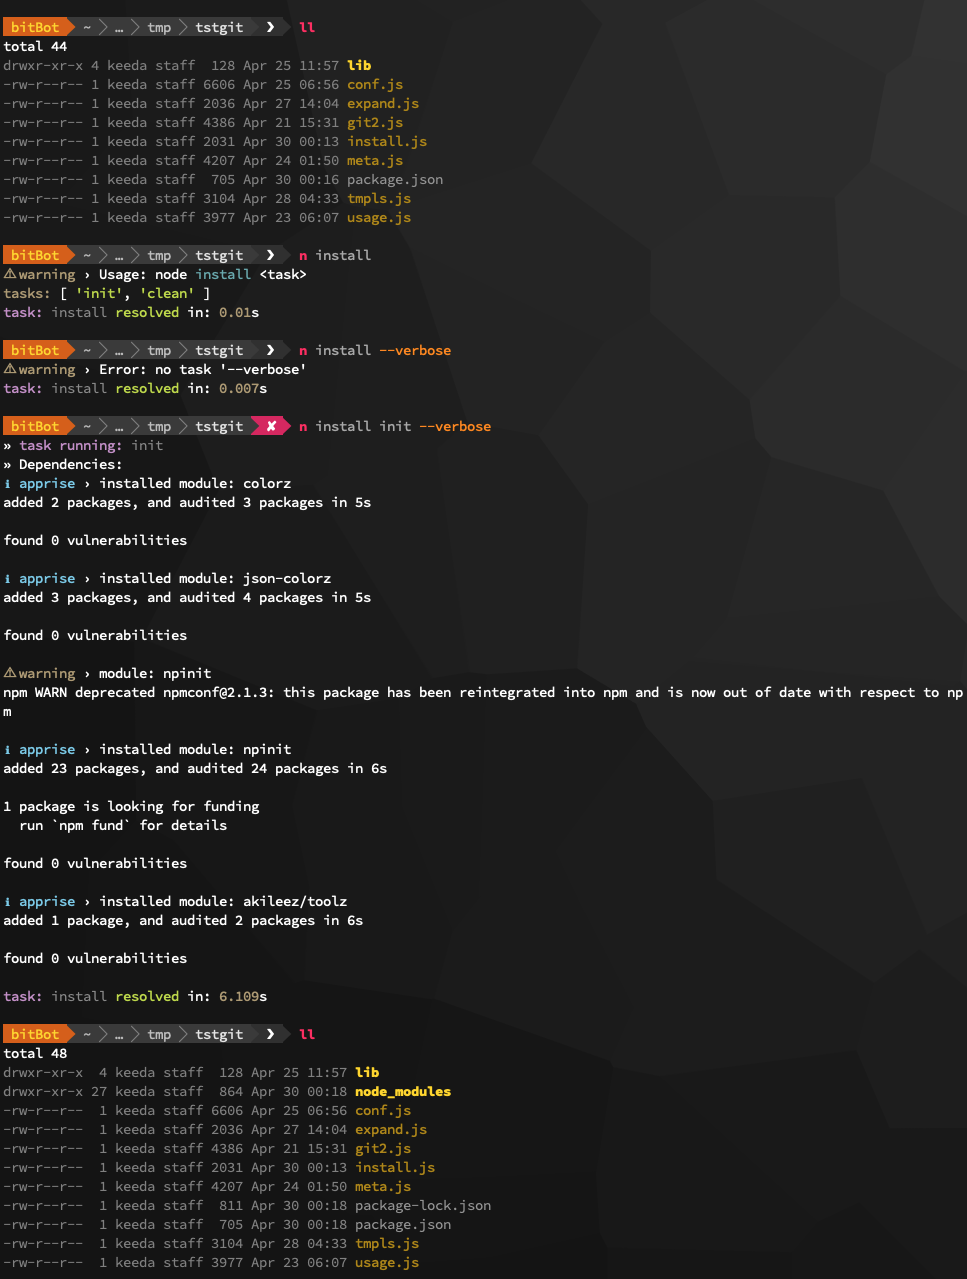 bitBot ~ … tmp tstgit ❯ ll
total 44
drwxr-xr-x 4 keeda staff  128 Apr 25 11:57 lib
-rw-r--r-- 1 keeda staff 6606 Apr 25 06:56 conf.js
-rw-r--r-- 1 keeda staff 2036 Apr 27 14:04 expand.js
-rw-r--r-- 1 keeda staff 4386 Apr 21 15:31 git2.js
-rw-r--r-- 1 keeda staff 2031 Apr 30 00:13 install.js
-rw-r--r-- 1 keeda staff 4207 Apr 24 01:50 meta.js
-rw-r--r-- 1 keeda staff  705 Apr 30 00:16 package.json
-rw-r--r-- 1 keeda staff 3104 Apr 28 04:33 tmpls.js
-rw-r--r-- 1 keeda staff 3977 Apr 23 06:07 usage.js
bitBot ~ … tmp tstgit ❯ n install
⚠warning › Usage: node install <task>
tasks: [ 'init', 'clean' ]
task: install resolved in: 0.01s
bitBot ~ … tmp tstgit ❯ n install --verbose
⚠warning › Error: no task '--verbose'
task: install resolved in: 0.007s
bitBot ~ … tmp tstgit ✘ n install init --verbose
» task running: init
» Dependencies:
ℹ apprise › installed module: colorz
added 2 packages, and audited 3 packages in 5s
found 0 vulnerabilities
ℹ apprise › installed module: json-colorz
added 3 packages, and audited 4 packages in 5s
found 0 vulnerabilities
⚠warning › module: npinit
npm WARN deprecated npmconf@2.1.3: this package has been reintegrated into npm and is now out of date with respect to np
m
ℹ apprise › installed module: npinit
added 23 packages, and audited 24 packages in 6s
1 package is looking for funding
  run `npm fund` for details
found 0 vulnerabilities
ℹ apprise › installed module: akileez/toolz
added 1 package, and audited 2 packages in 6s
found 0 vulnerabilities
task: install resolved in: 6.109s
bitBot ~ … tmp tstgit ❯ ll
total 48
drwxr-xr-x  4 keeda staff  128 Apr 25 11:57 lib
drwxr-xr-x 27 keeda staff  864 Apr 30 00:18 node_modules
-rw-r--r--  1 keeda staff 6606 Apr 25 06:56 conf.js
-rw-r--r--  1 keeda staff 2036 Apr 27 14:04 expand.js
-rw-r--r--  1 keeda staff 4386 Apr 21 15:31 git2.js
-rw-r--r--  1 keeda staff 2031 Apr 30 00:13 install.js
-rw-r--r--  1 keeda staff 4207 Apr 24 01:50 meta.js
-rw-r--r--  1 keeda staff  811 Apr 30 00:18 package-lock.json
-rw-r--r--  1 keeda staff  705 Apr 30 00:18 package.json
-rw-r--r--  1 keeda staff 3104 Apr 28 04:33 tmpls.js
-rw-r--r--  1 keeda staff 3977 Apr 23 06:07 usage.js